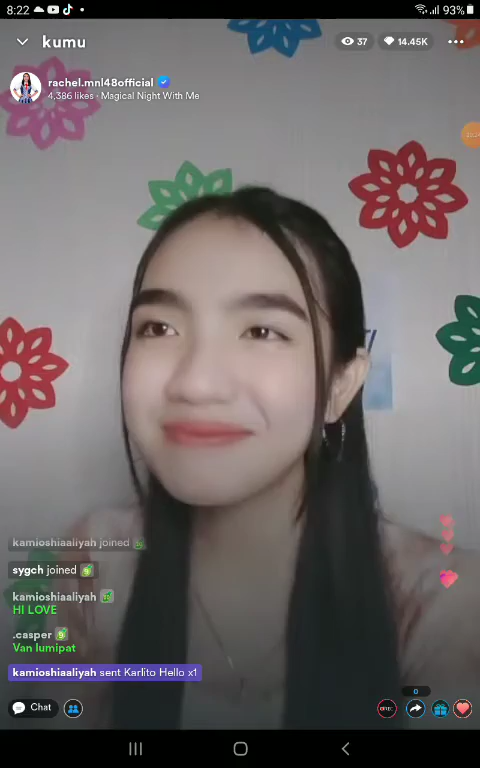 8:22
93%
kumu
37
14.45K
rachel.mnl48official
4,386 likes · Magical Night With Me
kamioshiaaliyah joined
sygch joined
kamioshiaaliyah
HI LOVE
.casper
Van lumipat
kamioshiaaliyah sent Karlito Hello x1
0
Chat